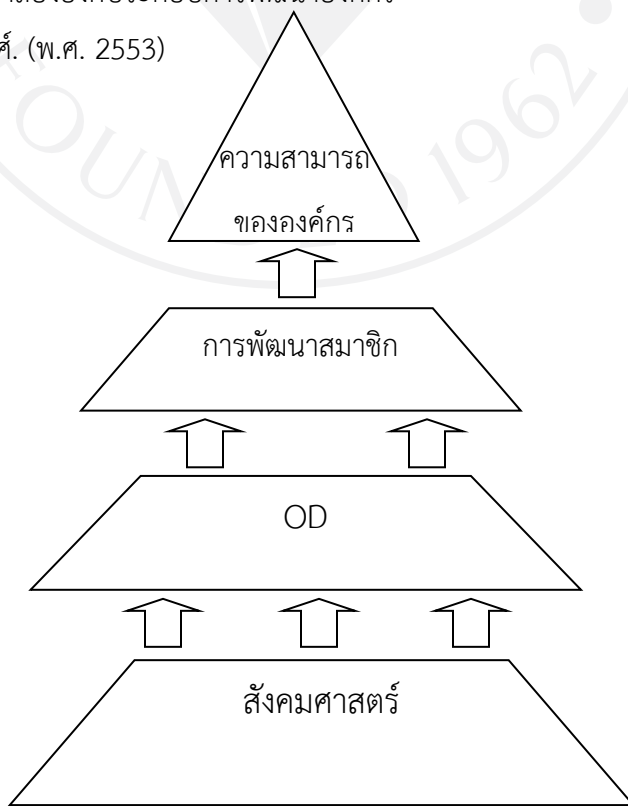 ศ์. (พ.ศ. 2553)
ความสามารถ
ขององค์กร
การพัฒนาสมาชิก
OD
สังคมศาสตร์
1962